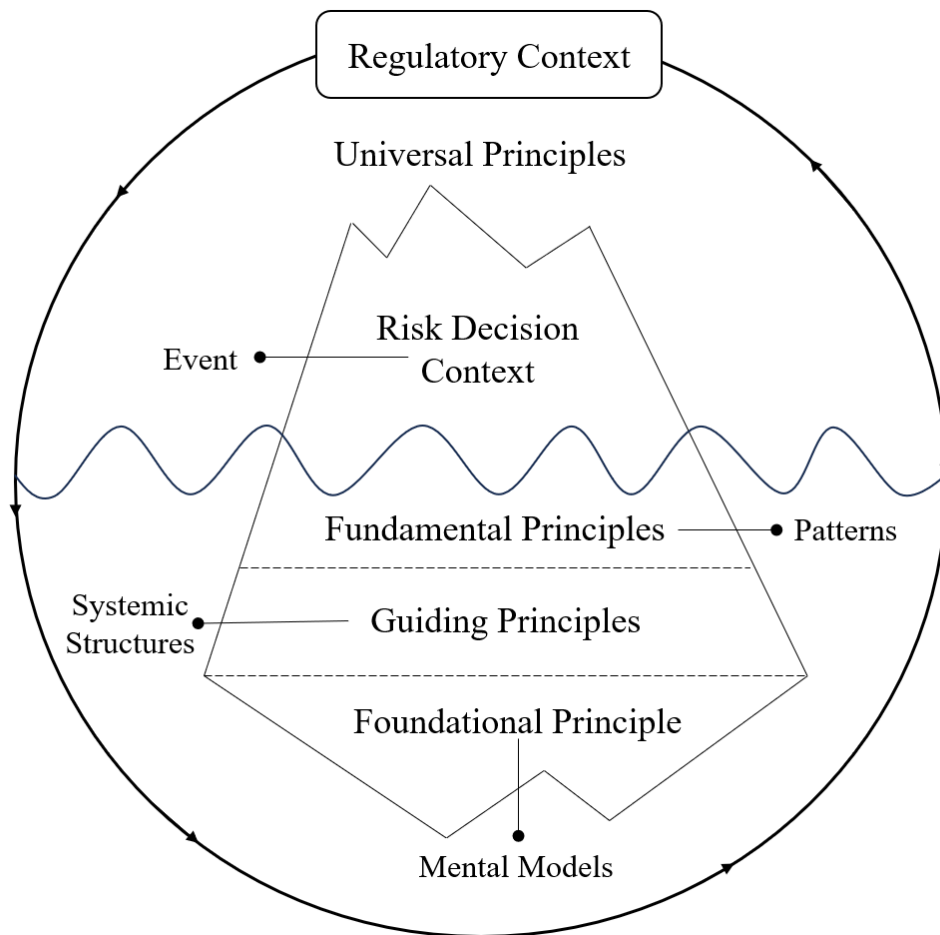 Regulatory Context
Universal Principles
Risk Decision
Context
Event
Fundamental Principles
Patterns
Systemic
Structures
Guiding Principles
Foundational Principle
Mental Models